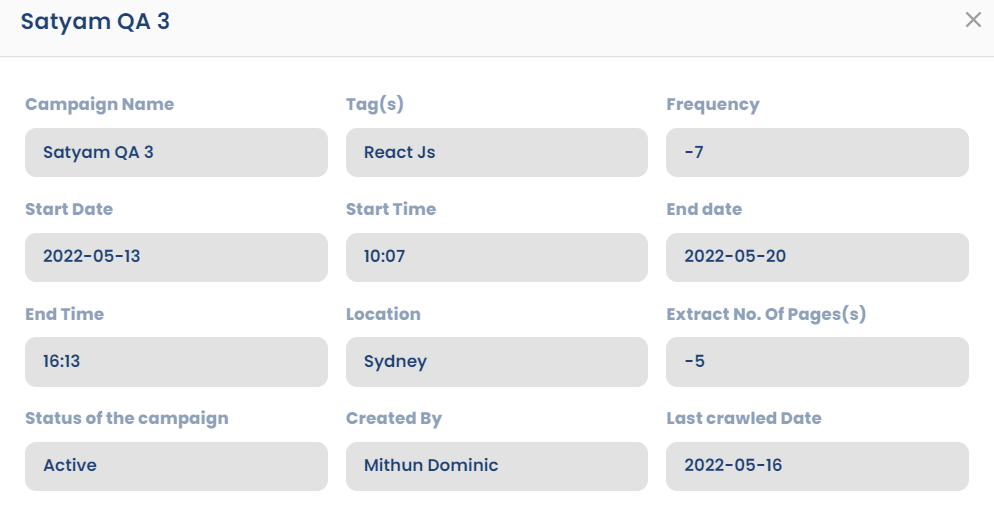 Satyam QA 3
Campaign Name
Tag(s)
Frequency
Satyam QA 3
React Js
-7
Start Date
Start Time
End date
2022-05-13
10:07
2022-05-20
End Time
Location
Extract No. Of Pages(s)
16:13
Sydney
-5
Status of the campaign
Created By
Last crawled Date
Active
Mithun Dominic
2022-05-16